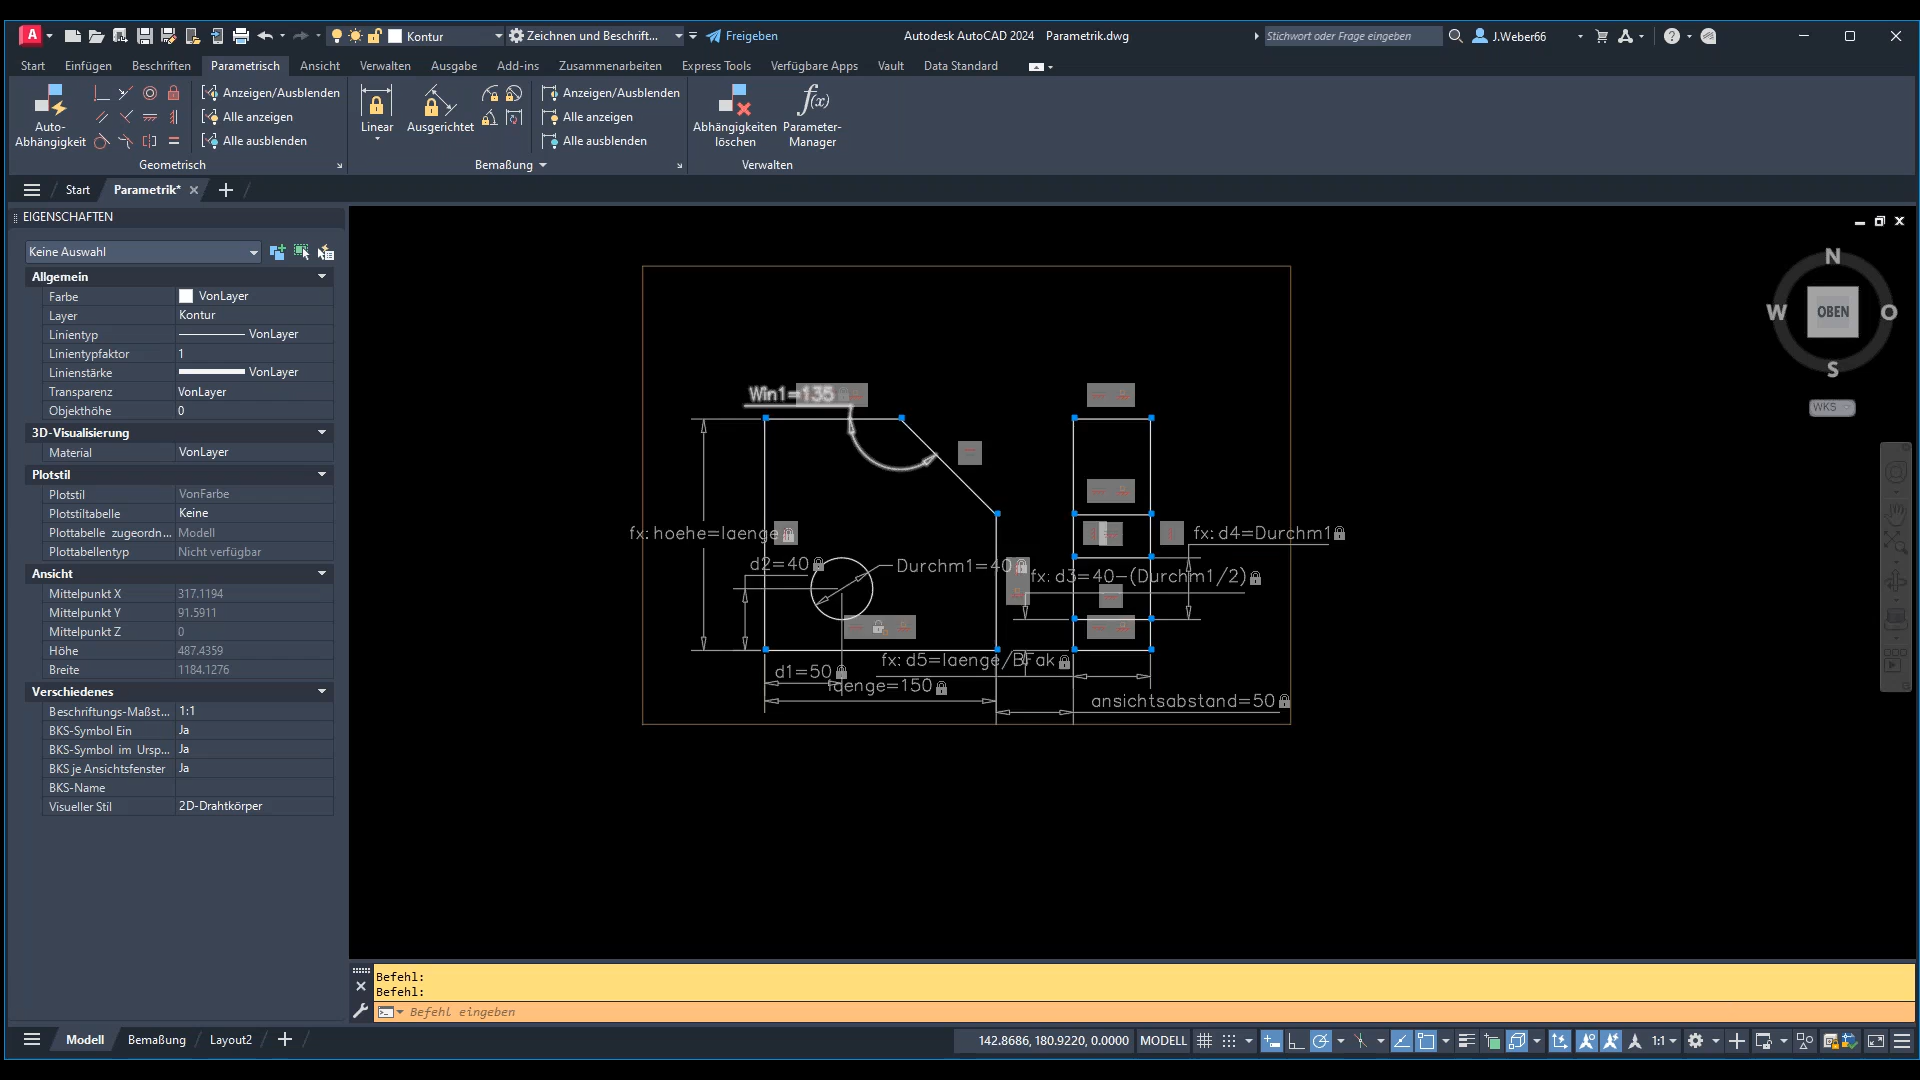 A Kontur Zeichnen und Beschrift... Freigeben Autodesk AutoCAD 2024 Parametrik.dwg Stichwort oder Frage eingeben J.Weber66
Start Einfügen Beschriften Parametrisch Ansicht Verwalten Ausgabe Add-ins Zusammenarbeiten Express Tools Verfügbare Apps Vault Data Standard
Auto-
Abhängigkeit
Anzeigen/Ausblenden
Alle anzeigen
Alle ausblenden
Geometrisch
Linear
Ausgerichtet
Anzeigen/Ausblenden
Alle anzeigen
Alle ausblenden
Bemaßung
Abhängigkeiten
löschen
f(x)
Parameter-
Manager
Verwalten
Start Parametrik*
EIGENSCHAFTEN
Keine Auswahl
Allgemein
Farbe VonLayer
Layer Kontur
Linientyp VonLayer
Linientypfaktor 1
Linienstärke VonLayer
Transparenz VonLayer
Objekthöhe 0
3D-Visualisierung
Material VonLayer
Plotstil
Plotstil VonFarbe
Plotstiltabelle Keine
Plottabelle zugeordn... Modell
Plottabellentyp Nicht verfügbar
Ansicht
Mittelpunkt X 317.1194
Mittelpunkt Y 91.5911
Mittelpunkt Z 0
Höhe 487.4359
Breite 1184.1276
Verschiedenes
Beschriftungs-Maßst... 1:1
BKS-Symbol Ein Ja
BKS-Symbol im Ursp... Ja
BKS je Ansichtsfenster Ja
BKS-Name
Visueller Stil 2D-Drahtkörper
N
W OBEN O
S
WKS
Win1=135
fx: hoehe=laenge
d2=40
Durchm1=40
fx: d4=Durchm1
fx: d3=40-(Durchm1/2)
fx: d5=laenge/BFak
d1=50
laenge=150
ansichtsabstand=50
Befehl:
Befehl:
Befehl eingeben
Modell Bemaßung Layout2
142.8686, 180.9220, 0.0000 MODELL 1:1